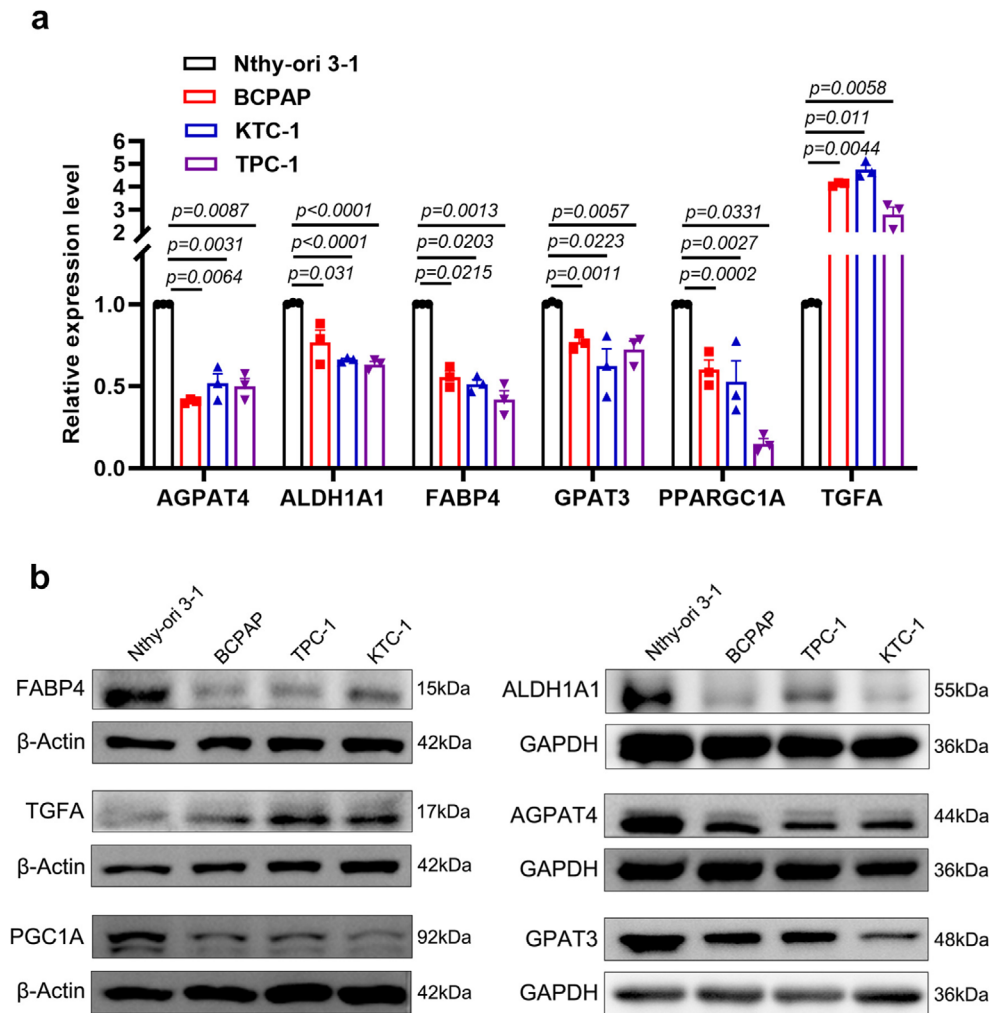 a
Nthy-ori 3-1
BCPAP
KTC-1
TPC-1
Relative expression level
6
5
4
3
2
1.0
0.5
0.0
p=0.0087
p=0.0031
p=0.0064
p<0.0001
p<0.0001
p=0.031
p=0.0013
p=0.0203
p=0.0215
p=0.0057
p=0.0223
p=0.0011
p=0.0331
p=0.0027
p=0.0002
p=0.0058
p=0.011
p=0.0044
AGPAT4 ALDH1A1 FABP4 GPAT3 PPARGC1A TGFA
b
Nthy-ori 3-1 BCPAP TPC-1 KTC-1
FABP4 15kDa
β-Actin 42kDa
TGFA 17kDa
β-Actin 42kDa
PGC1A 92kDa
β-Actin 42kDa
Nthy-ori 3-1 BCPAP TPC-1 KTC-1
ALDH1A1 55kDa
GAPDH 36kDa
AGPAT4 44kDa
GAPDH 36kDa
GPAT3 48kDa
GAPDH 36kDa